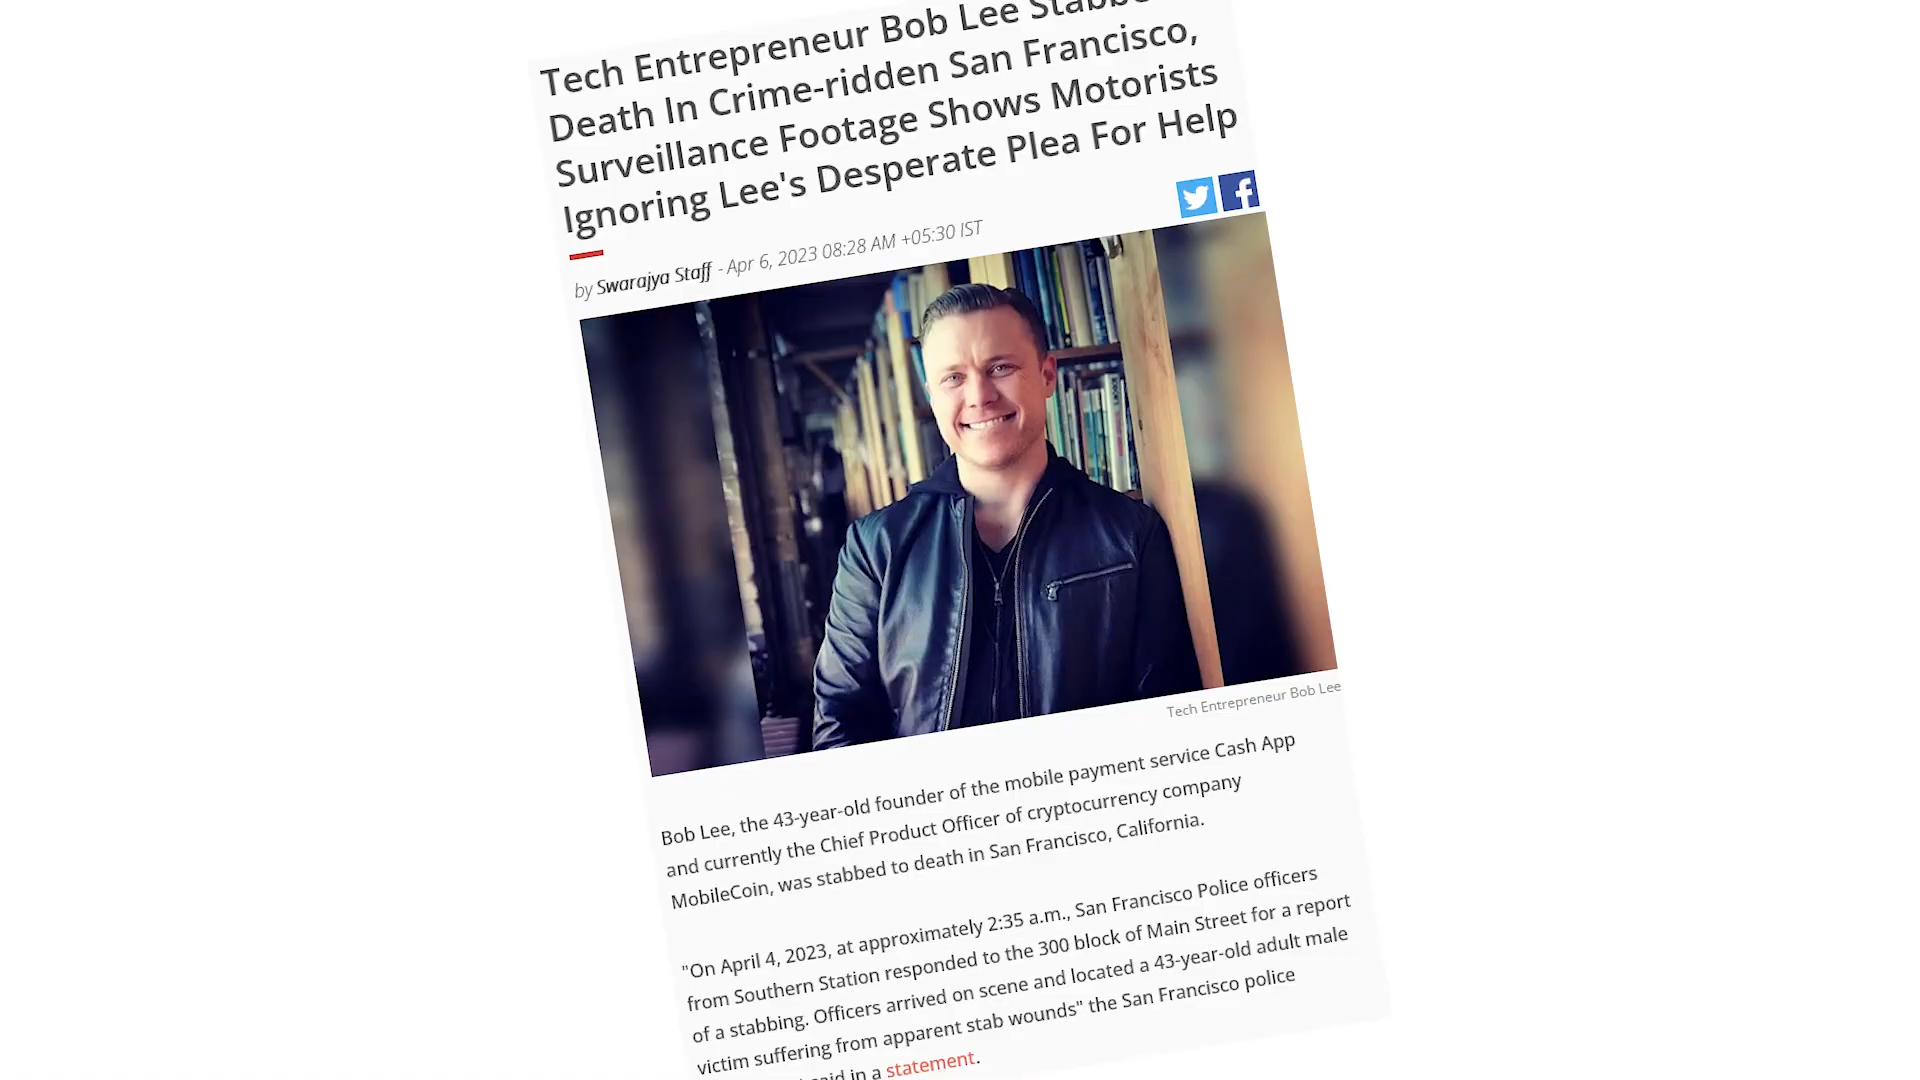 Tech Entrepreneur Bob Lee
Death In Crime-ridden San Francisco,
Surveillance Footage Shows Motorists
Ignoring Lee's Desperate Plea For Help
by Swarajya Staff - Apr 6, 2023 08:28 AM +05:30 IST
Tech Entrepreneur Bob Lee
Bob Lee, the 43-year-old founder of the mobile payment service Cash App
and currently the Chief Product Officer of cryptocurrency company
MobileCoin, was stabbed to death in San Francisco, California.
"On April 4, 2023, at approximately 2:35 a.m., San Francisco Police officers
from Southern Station responded to the 300 block of Main Street for a report
of a stabbing. Officers arrived on scene and located a 43-year-old adult male
victim suffering from apparent stab wounds" the San Francisco police
said in a statement.